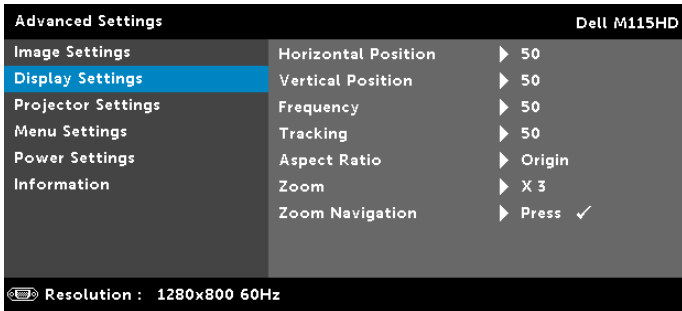 Advanced Settings Dell M115HD
Image Settings Horizontal Position 50
Display Settings Vertical Position 50
Projector Settings Frequency 50
Menu Settings Tracking 50
Power Settings Aspect Ratio Origin
Information Zoom X 3
Zoom Navigation Press ✓
Resolution : 1280x800 60Hz